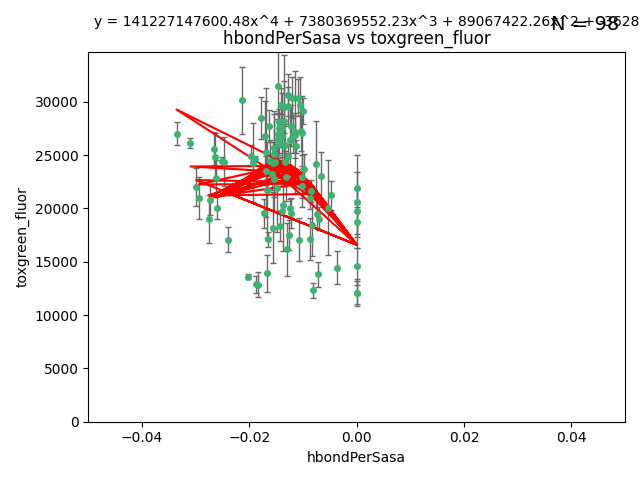 y = 141227147600.48x^4 + 7380369552.23x^3 + 89067422.26x^2 +
N = 98
hbondPerSasa vs toxgreen_fluor
30000
25000
20000
15000
10000
5000
0
toxgreen_fluor
−0.04
−0.02
0.00
0.02
0.04
hbondPerSasa